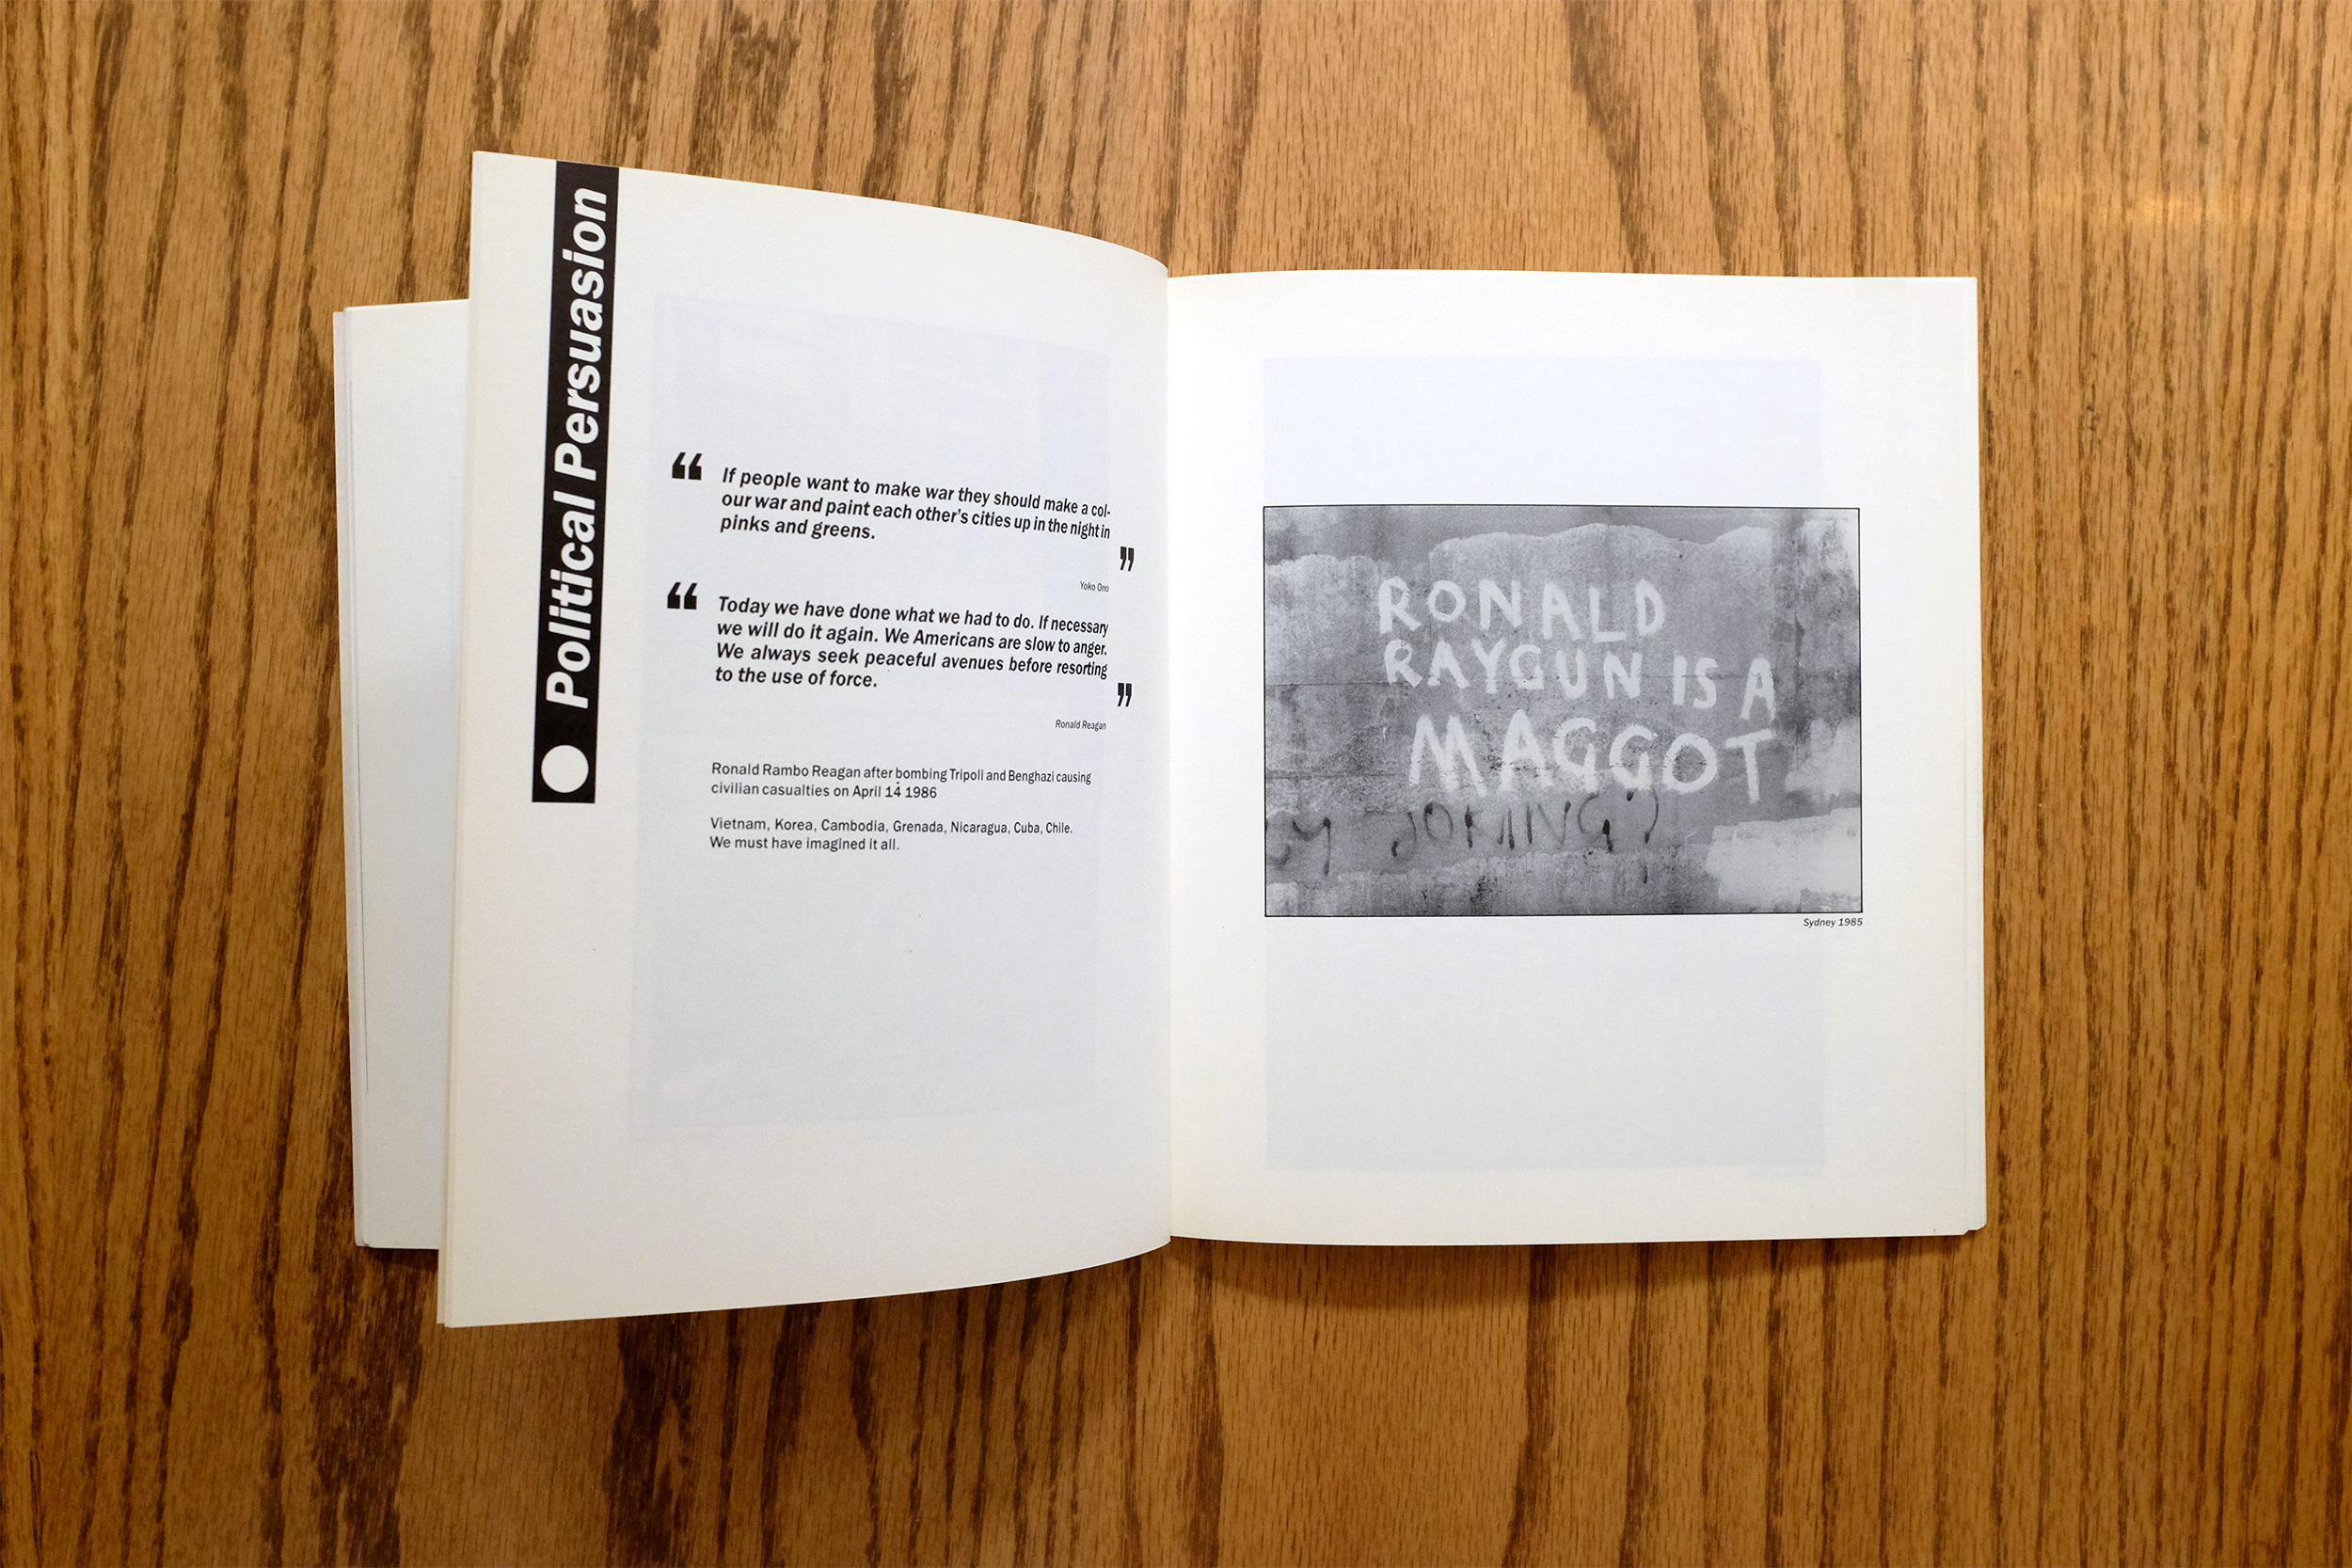 Political Persuasion
“ If people want to make war they should make a col-
our war and paint each other’s cities up in the night in
pinks and greens. ”
Yoko Ono
“ Today we have done what we had to do. If necessary
we will do it again. We Americans are slow to anger.
We always seek peaceful avenues before resorting
to the use of force. ”
Ronald Reagan
Ronald Rambo Reagan after bombing Tripoli and Benghazi causing
civilian casualties on April 14 1986
Vietnam, Korea, Cambodia, Grenada, Nicaragua, Cuba, Chile.
We must have imagined it all.
RONALD
RAYGUN IS A
MAGGOT
JOKING?
Sydney 1985